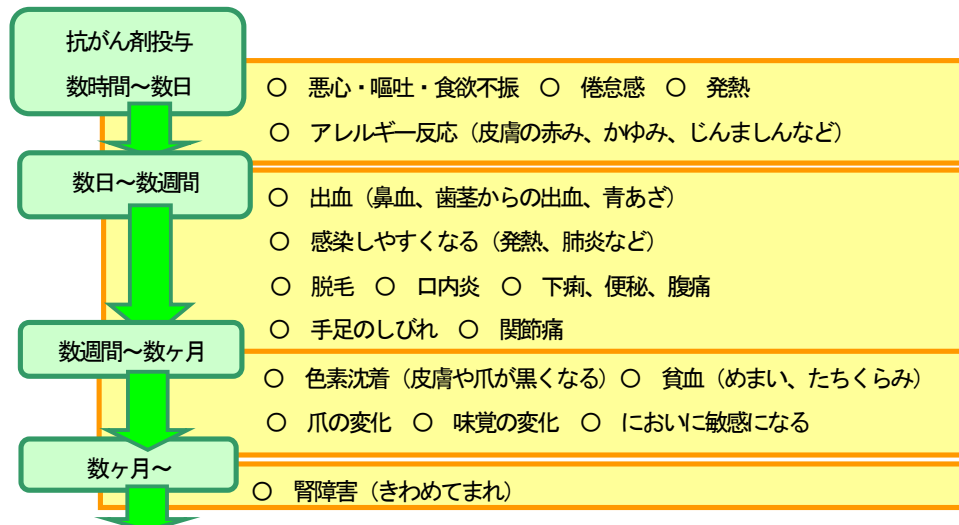 抗がん剤投与
数時間～数日
○ 悪心・嘔吐・食欲不振 ○ 倦怠感 ○ 発熱
○ アレルギー反応（皮膚の赤み、かゆみ、じんましんなど）
数日～数週間
○ 出血（鼻血、歯茎からの出血、青あざ）
○ 感染しやすくなる（発熱、肺炎など）
○ 脱毛 ○ 口内炎 ○ 下痢、便秘、腹痛
○ 手足のしびれ ○ 関節痛
数週間～数ヶ月
○ 色素沈着（皮膚や爪が黒くなる）○ 貧血（めまい、たちくらみ）
○ 爪の変化 ○ 味覚の変化 ○ においに敏感になる
数ヶ月～
○ 腎障害（きわめてまれ）